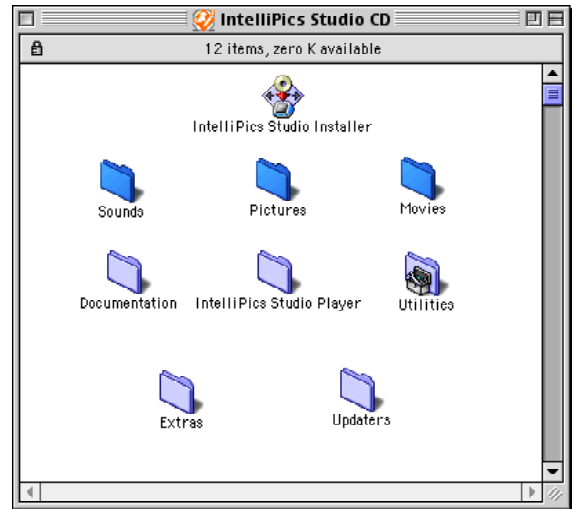 IntelliPics Studio CD
12 items, zero K available
IntelliPics Studio Installer
Sounds
Pictures
Movies
Documentation
IntelliPics Studio Player
Utilities
Extras
Updaters